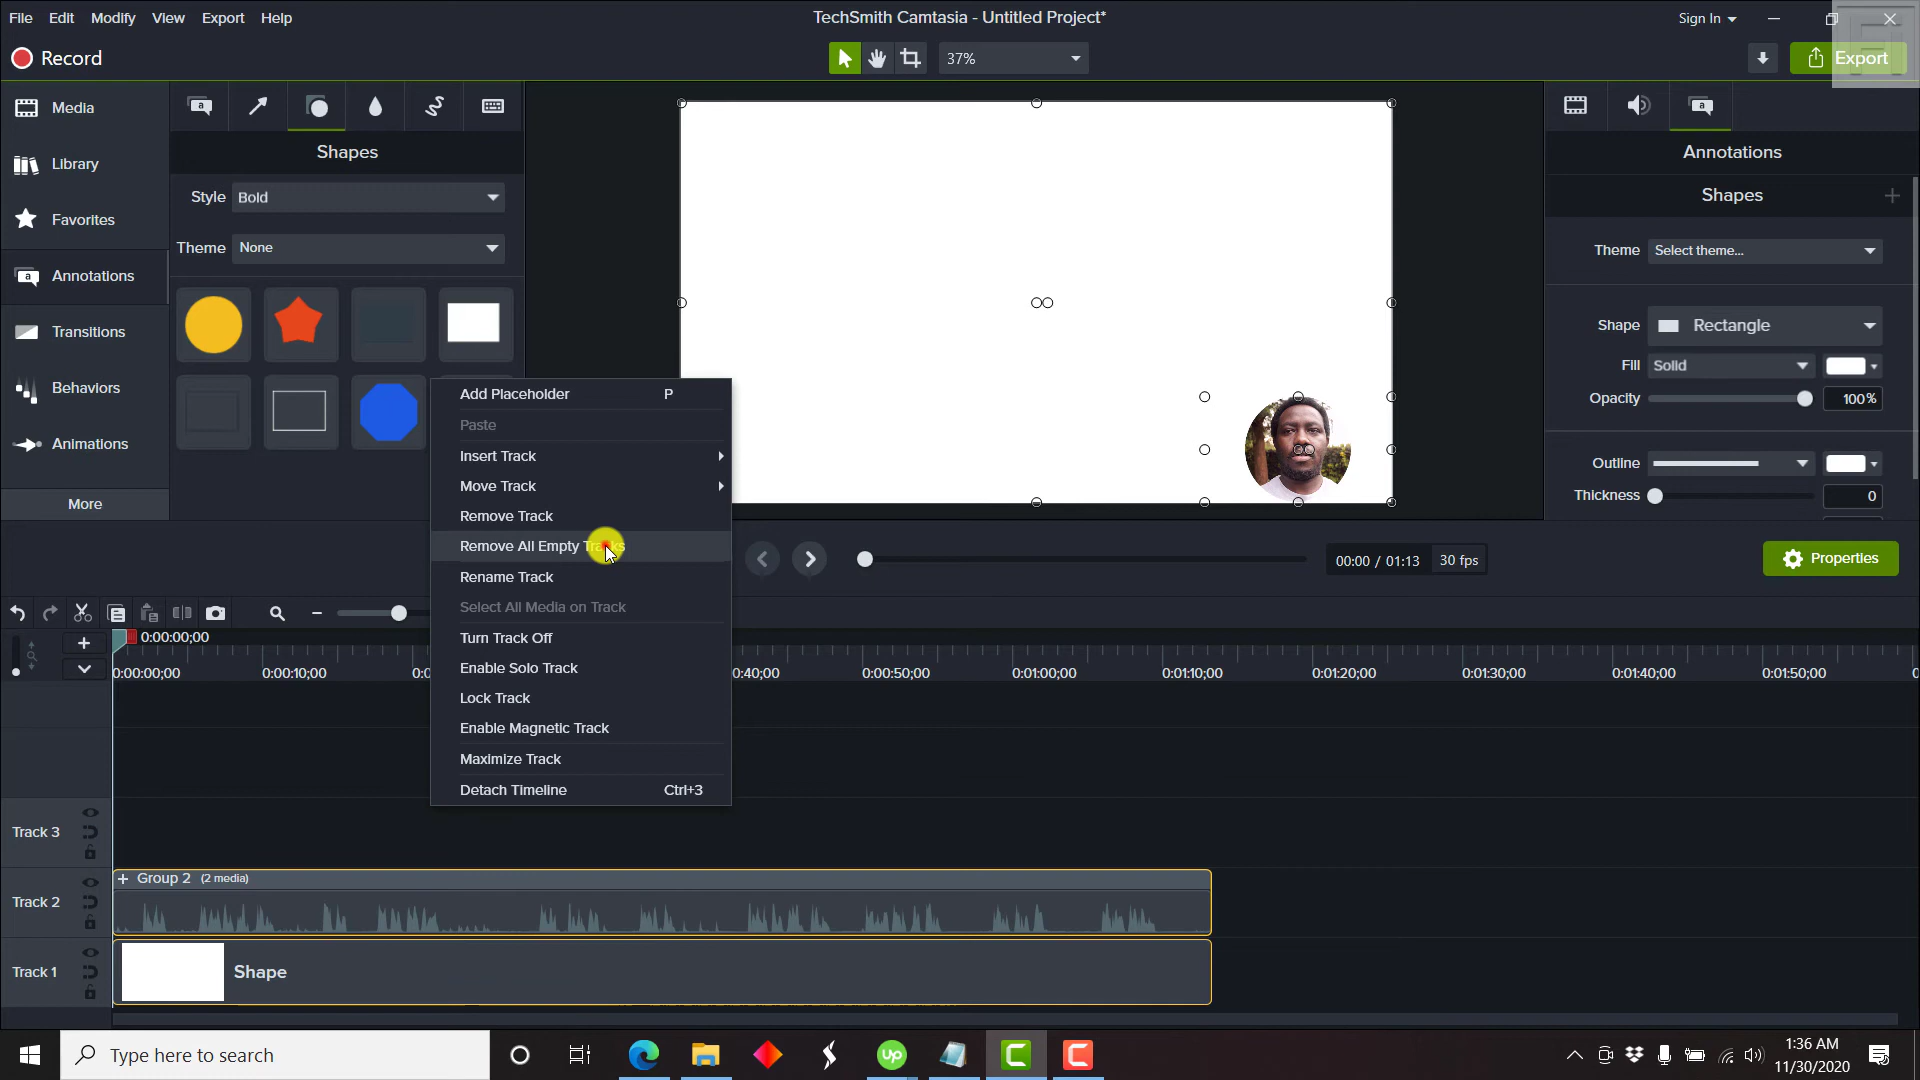 File Edit Modify View Export Help
TechSmith Camtasia - Untitled Project*
Sign In
Record
37%
Export
Media
Library
Favorites
Annotations
Transitions
Behaviors
Animations
More
a
Shapes
Style Bold
Theme None
Add Placeholder P
Paste
Insert Track
Move Track
Remove Track
Remove All Empty Tracks
Rename Track
Select All Media on Track
Turn Track Off
Enable Solo Track
Lock Track
Enable Magnetic Track
Maximize Track
Detach Timeline Ctrl+3
a
Annotations
Shapes
Theme Select theme...
Shape Rectangle
Fill Solid
Opacity 100%
Outline
Thickness 0
00:00 / 01:13 30 fps
Properties
0:00:00;00
0:00:00;00 0:00:10;00 0:0 0:40;00 0:00:50;00 0:01:00;00 0:01:10;00 0:01:20;00 0:01:30;00 0:01:40;00 0:01:50;00
Track 3
Track 2
+ Group 2 (2 media)
Track 1
Shape
Type here to search
Up
1:36 AM
11/30/2020